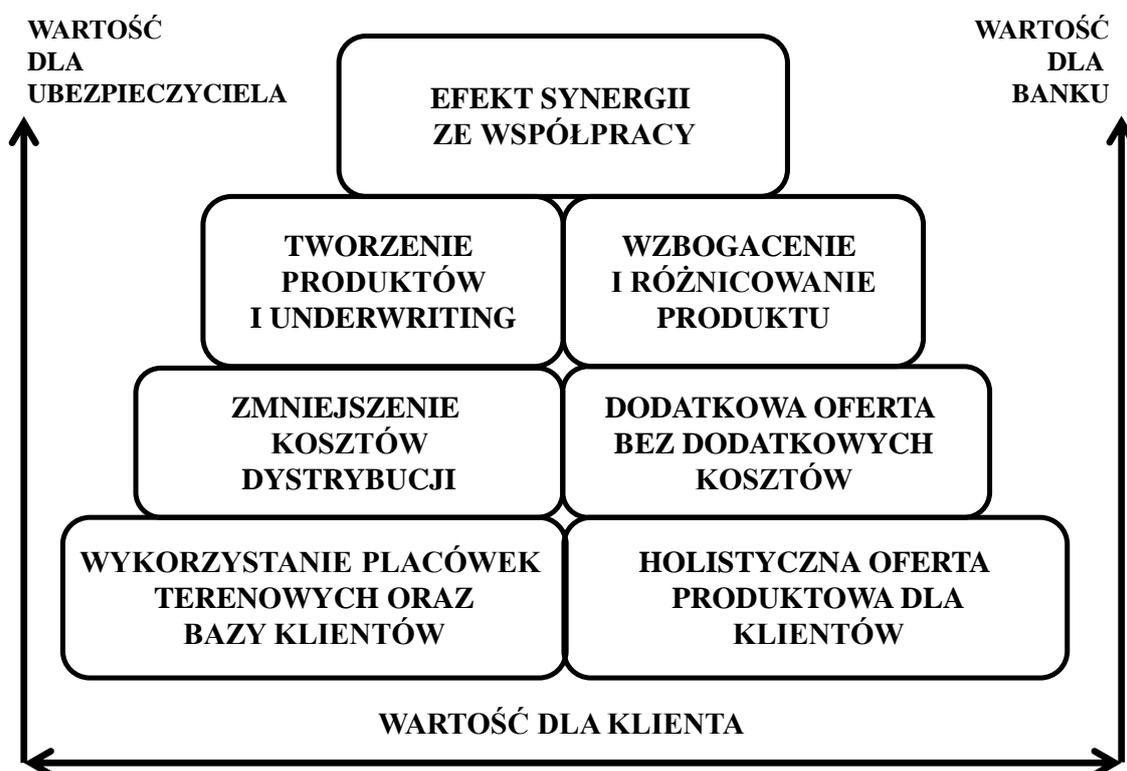 WARTOŚĆ
DLA
UBEZPIECZYCIELA
WARTOŚĆ
DLA
BANKU
EFEKT SYNERGII
ZE WSPÓŁPRACY
TWORZENIE
PRODUKTÓW
I UNDERWRITING
WZBOGACENIE
I RÓŻNICOWANIE
PRODUKTU
ZMNIEJSZENIE
KOSZTÓW
DYSTRYBUCJI
DODATKOWA OFERTA
BEZ DODATKOWYCH
KOSZTÓW
WYKORZYSTANIE PLACÓWEK
TERENOWYCH ORAZ
BAZY KLIENTÓW
HOLISTYCZNA OFERTA
PRODUKTOWA DLA
KLIENTÓW
WARTOŚĆ DLA KLIENTA